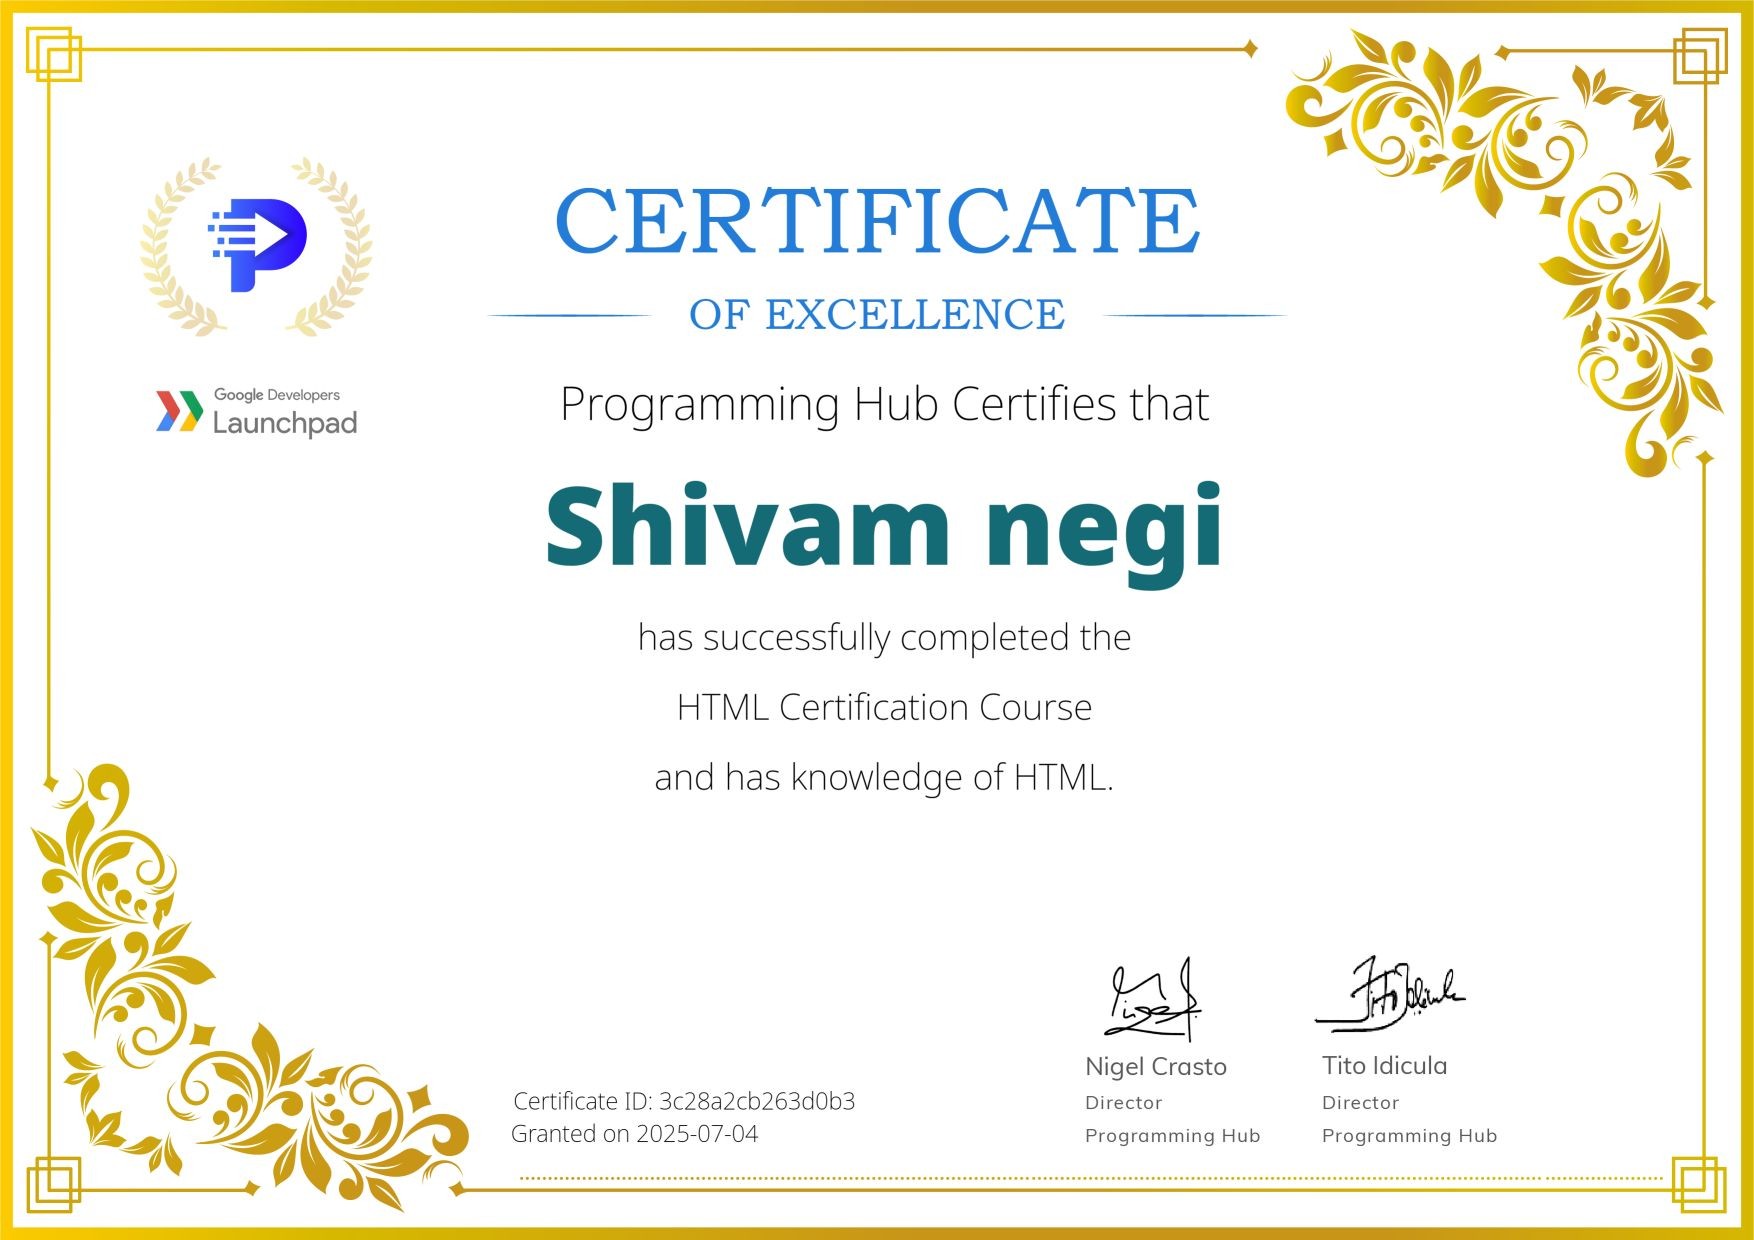 CERTIFICATE
OF EXCELLENCE
Google Developers
Launchpad
Programming Hub Certifies that
Shivam negi
has successfully completed the
HTML Certification Course
and has knowledge of HTML.
Nigel Crasto
Director
Programming Hub
Tito Idicula
Director
Programming Hub
Certificate ID: 3c28a2cb263d0b3
Granted on 2025-07-04